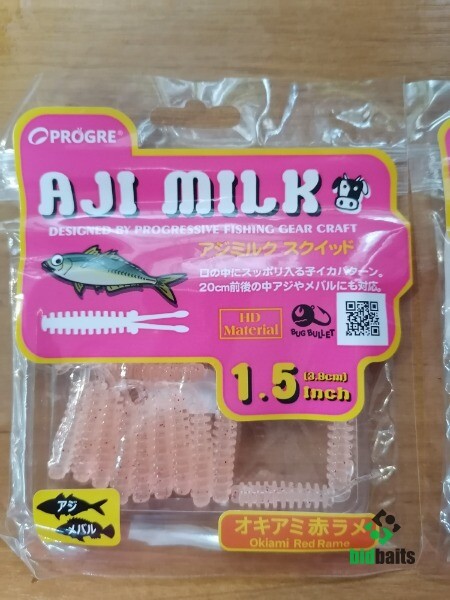 PROGRE®
AJI MILK
DESIGNED BY PROGRESSIVE FISHING GEAR CRAFT
アジミルク スクイッド
口の中にスッポリ入る子イカパターン。
20cm前後の中アジやメバルにも対応。
HD
Material
BUG BULLET
1.5 (3.8cm)
Inch
アジ
メバル
オキアミ赤ラメ
Okiami Red Rame
bidbaits